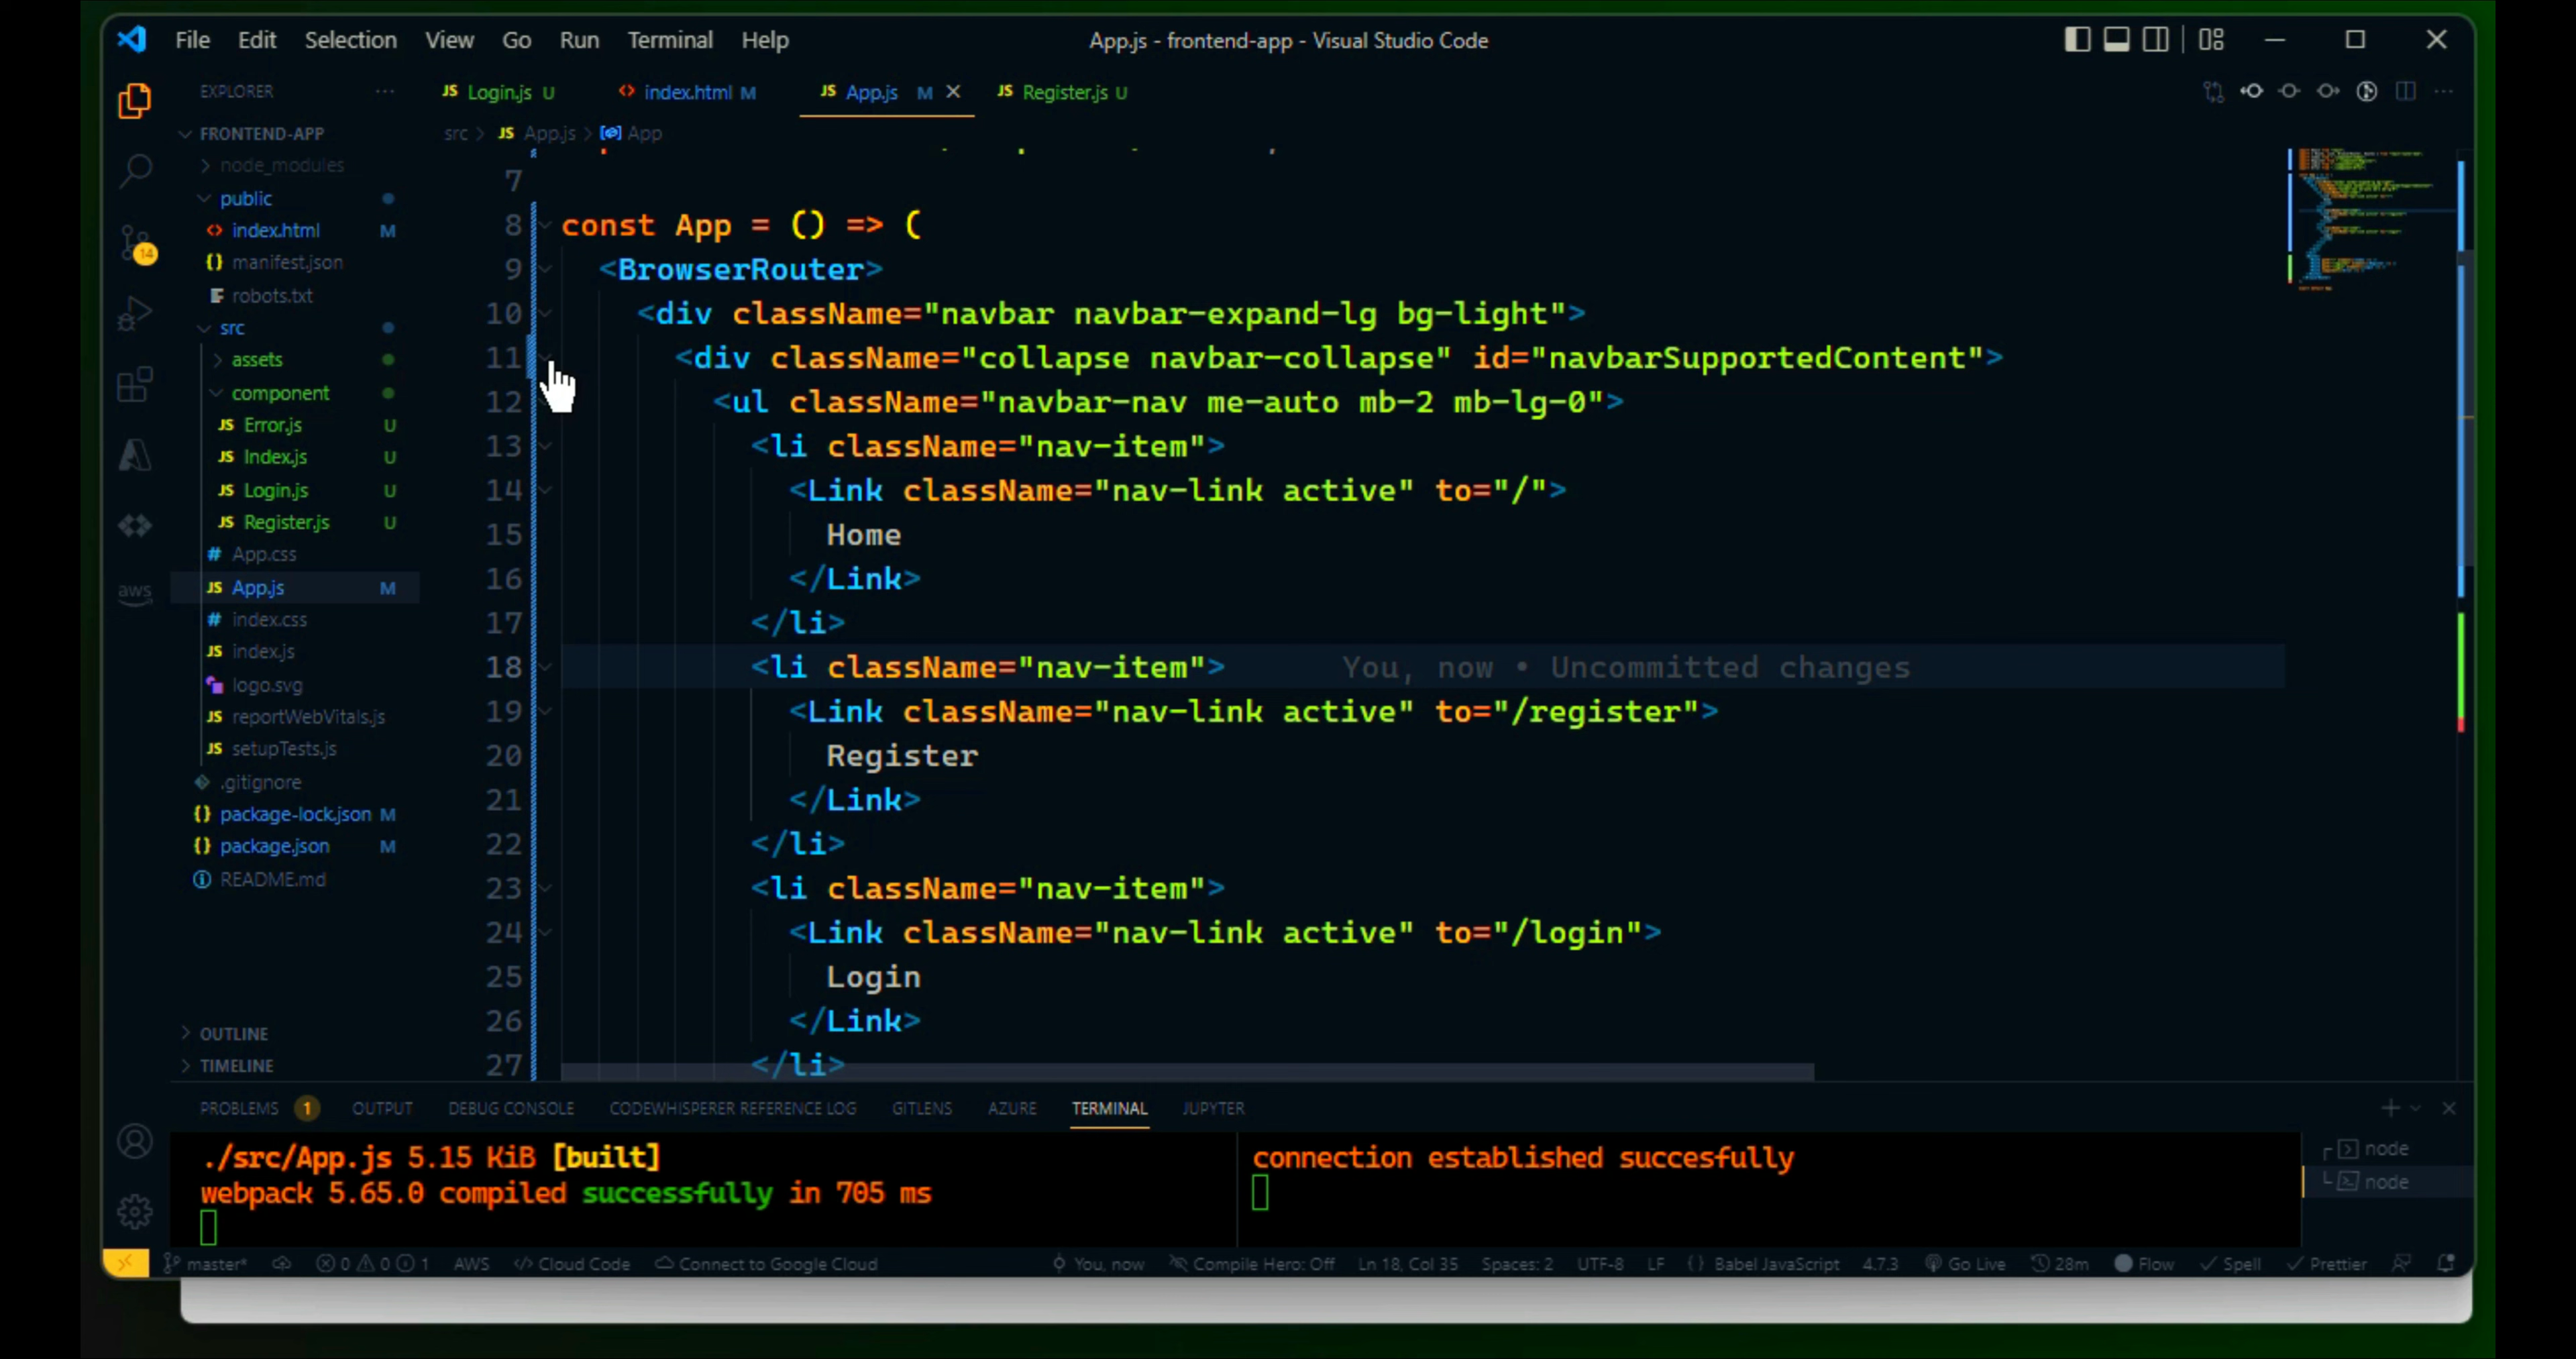 File Edit Selection View Go Run Terminal Help
App.js - frontend-app - Visual Studio Code
EXPLORER ...
JS Login.js U
<> index.html M
JS App.js M
JS Register.js U
FRONTEND-APP
node_modules
public
<> index.html M
{} manifest.json
robots.txt
src
assets
component
JS Error.js U
JS Index.js U
JS Login.js U
JS Register.js U
# App.css
JS App.js M
# index.css
JS index.js
logo.svg
JS reportWebVitals.js
JS setupTests.js
.gitignore
{} package-lock.json M
{} package.json M
README.md
OUTLINE
TIMELINE
14
aws
src > JS App.js > App
7
8 const App = () => (
9 <BrowserRouter>
10 <div className="navbar navbar-expand-lg bg-light">
11 <div className="collapse navbar-collapse" id="navbarSupportedContent">
12 <ul className="navbar-nav me-auto mb-2 mb-lg-0">
13 <li className="nav-item">
14 <Link className="nav-link active" to="/">
15 Home
16 </Link>
17 </li>
18 <li className="nav-item"> You, now • Uncommitted changes
19 <Link className="nav-link active" to="/register">
20 Register
21 </Link>
22 </li>
23 <li className="nav-item">
24 <Link className="nav-link active" to="/login">
25 Login
26 </Link>
27 </li>
PROBLEMS 1 OUTPUT DEBUG CONSOLE CODEWHISPERER REFERENCE LOG GITLENS AZURE TERMINAL JUPYTER
./src/App.js 5.15 KiB [built]
webpack 5.65.0 compiled successfully in 705 ms
connection established succesfully
node
node
master* 0 0 1 AWS </> Cloud Code Connect to Google Cloud You, now Compile Hero: Off Ln 18, Col 35 Spaces: 2 UTF-8 LF {} Babel JavaScript 4.7.3 Go Live 28m Flow Spell Prettier